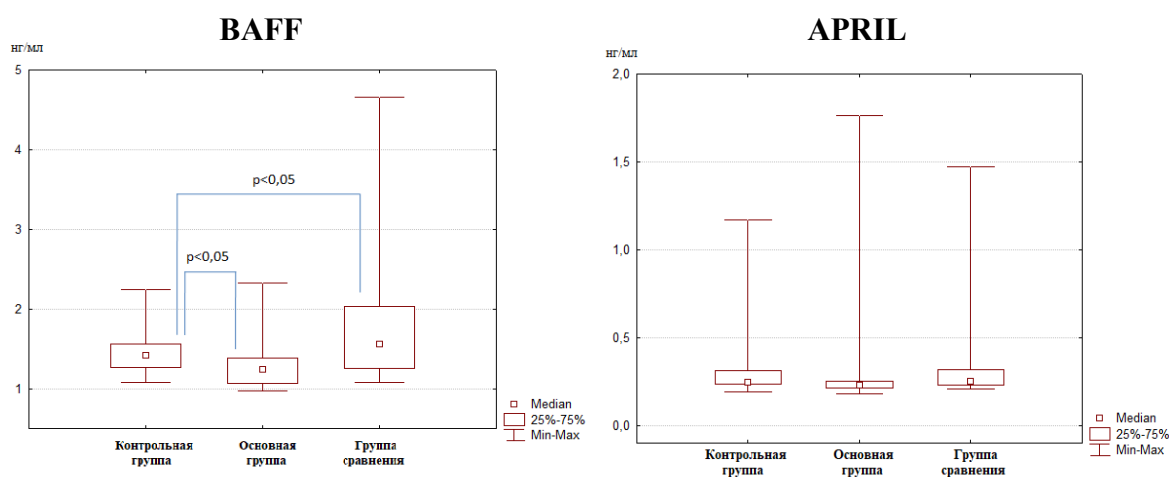 BAFF
нг/мл
5
4
3
2
1
p<0,05
p<0,05
Контрольная
группа
Основная
группа
Группа
сравнения
Median
25%-75%
Min-Max
APRIL
нг/мл
2,0
1,5
1,0
0,5
0,0
Контрольная
группа
Основная
группа
Группа
сравнения
Median
25%-75%
Min-Max